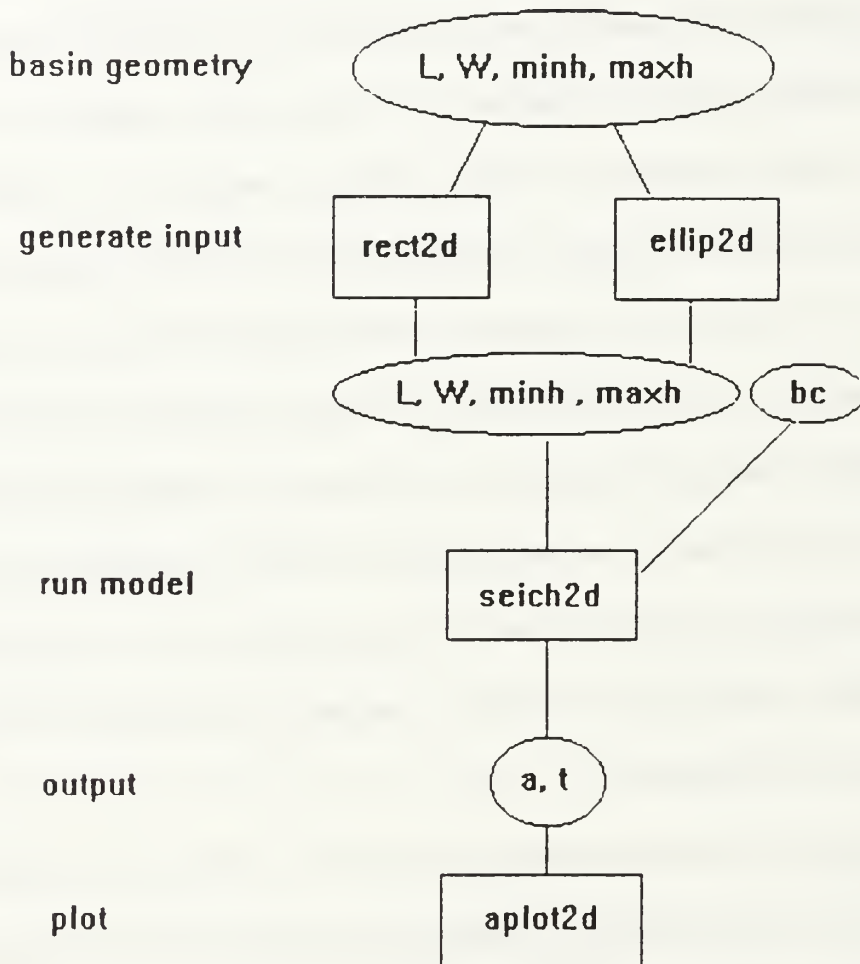 basin geometry
L, W, minh, maxh
generate input
rect2d
ellip2d
L, W, minh , maxh
bc
run model
seich2d
output
a, t
plot
aplot2d